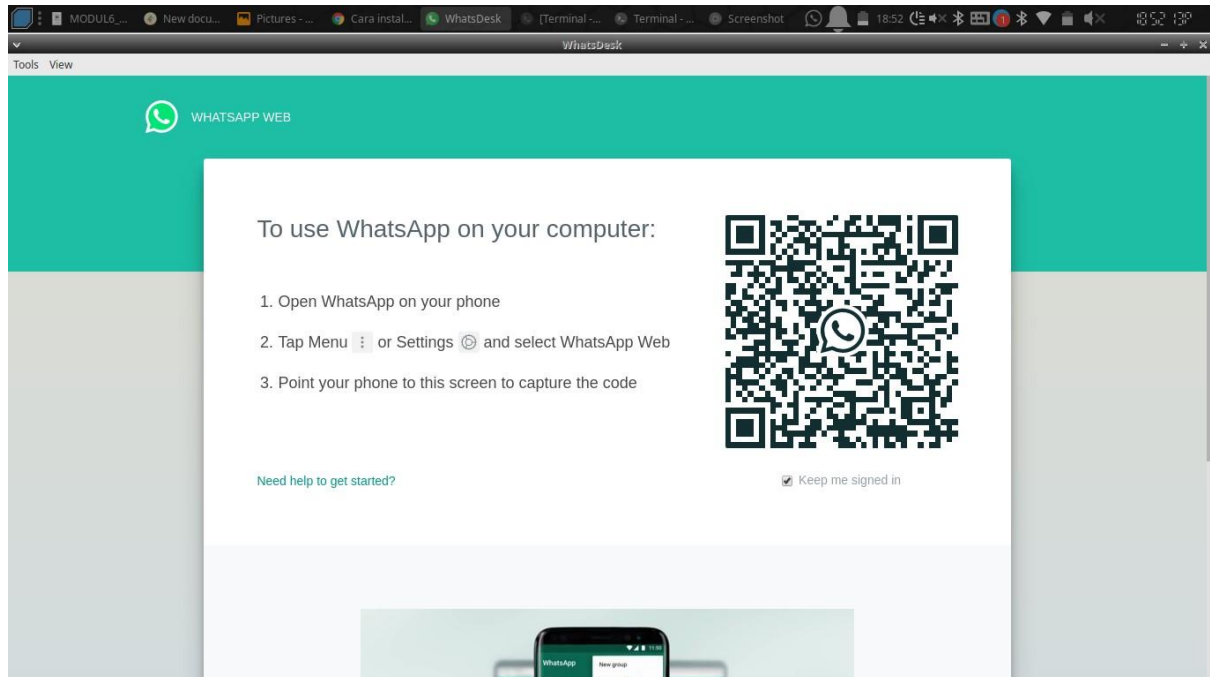 MODUL6_... New docu... Pictures - ... Cara instal... WhatsDesk [Terminal -... Terminal - ... Screenshot 18:52 1 18:52
WhatsDesk
Tools View
WHATSAPP WEB
To use WhatsApp on your computer:
1. Open WhatsApp on your phone
2. Tap Menu or Settings and select WhatsApp Web
3. Point your phone to this screen to capture the code
Need help to get started?
Keep me signed in
WhatsApp New group